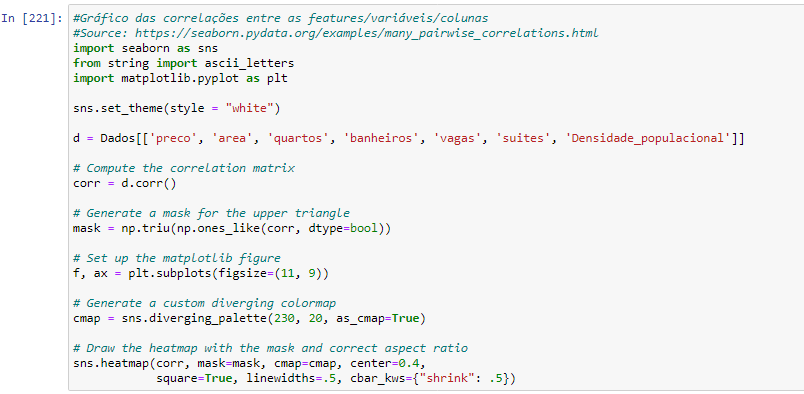 In [221]: #Gráfico das correlações entre as features/variáveis/colunas
#Source: https://seaborn.pydata.org/examples/many_pairwise_correlations.html
import seaborn as sns
from string import ascii_letters
import matplotlib.pyplot as plt

sns.set_theme(style = "white")

d = Dados[['preco', 'area', 'quartos', 'banheiros', 'vagas', 'suites', 'Densidade_populacional']]

# Compute the correlation matrix
corr = d.corr()

# Generate a mask for the upper triangle
mask = np.triu(np.ones_like(corr, dtype=bool))

# Set up the matplotlib figure
f, ax = plt.subplots(figsize=(11, 9))

# Generate a custom diverging colormap
cmap = sns.diverging_palette(230, 20, as_cmap=True)

# Draw the heatmap with the mask and correct aspect ratio
sns.heatmap(corr, mask=mask, cmap=cmap, center=0.4,
            square=True, linewidths=.5, cbar_kws={"shrink": .5})